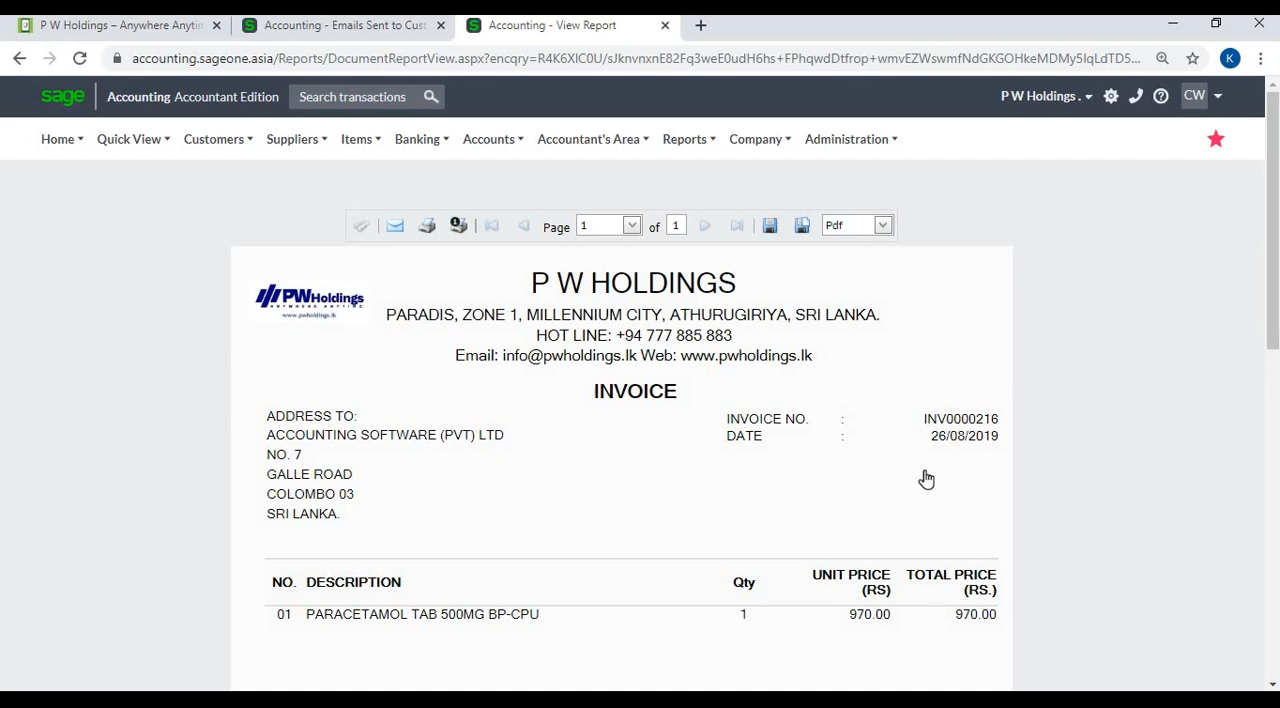 P W Holdings – Anywhere Anytin
Accounting - Emails Sent to Cust
Accounting - View Report
accounting.sageone.asia/Reports/DocumentReportView.aspx?encqry=R4K6XlC0U/sJknvnxnE82Fq3weE0udH6hs+FPhqwdDtfrop+wmvEZWswmfNdGKGOHkeMDMy5lqLdTD5...
K
sage Accounting Accountant Edition Search transactions P W Holdings . CW
Home Quick View Customers Suppliers Items Banking Accounts Accountant's Area Reports Company Administration
Page 1 of 1 Pdf
P W HOLDINGS
PWHoldings
ANYWHERE, ANYTIME
www.pwholdings.lk
PARADIS, ZONE 1, MILLENNIUM CITY, ATHURUGIRIYA, SRI LANKA.
HOT LINE: +94 777 885 883
Email: info@pwholdings.lk Web: www.pwholdings.lk
INVOICE
ADDRESS TO:
ACCOUNTING SOFTWARE (PVT) LTD
NO. 7
GALLE ROAD
COLOMBO 03
SRI LANKA.
INVOICE NO. : INV0000216
DATE : 26/08/2019
NO. DESCRIPTION Qty UNIT PRICE (RS) TOTAL PRICE (RS.)
01 PARACETAMOL TAB 500MG BP-CPU 1 970.00 970.00